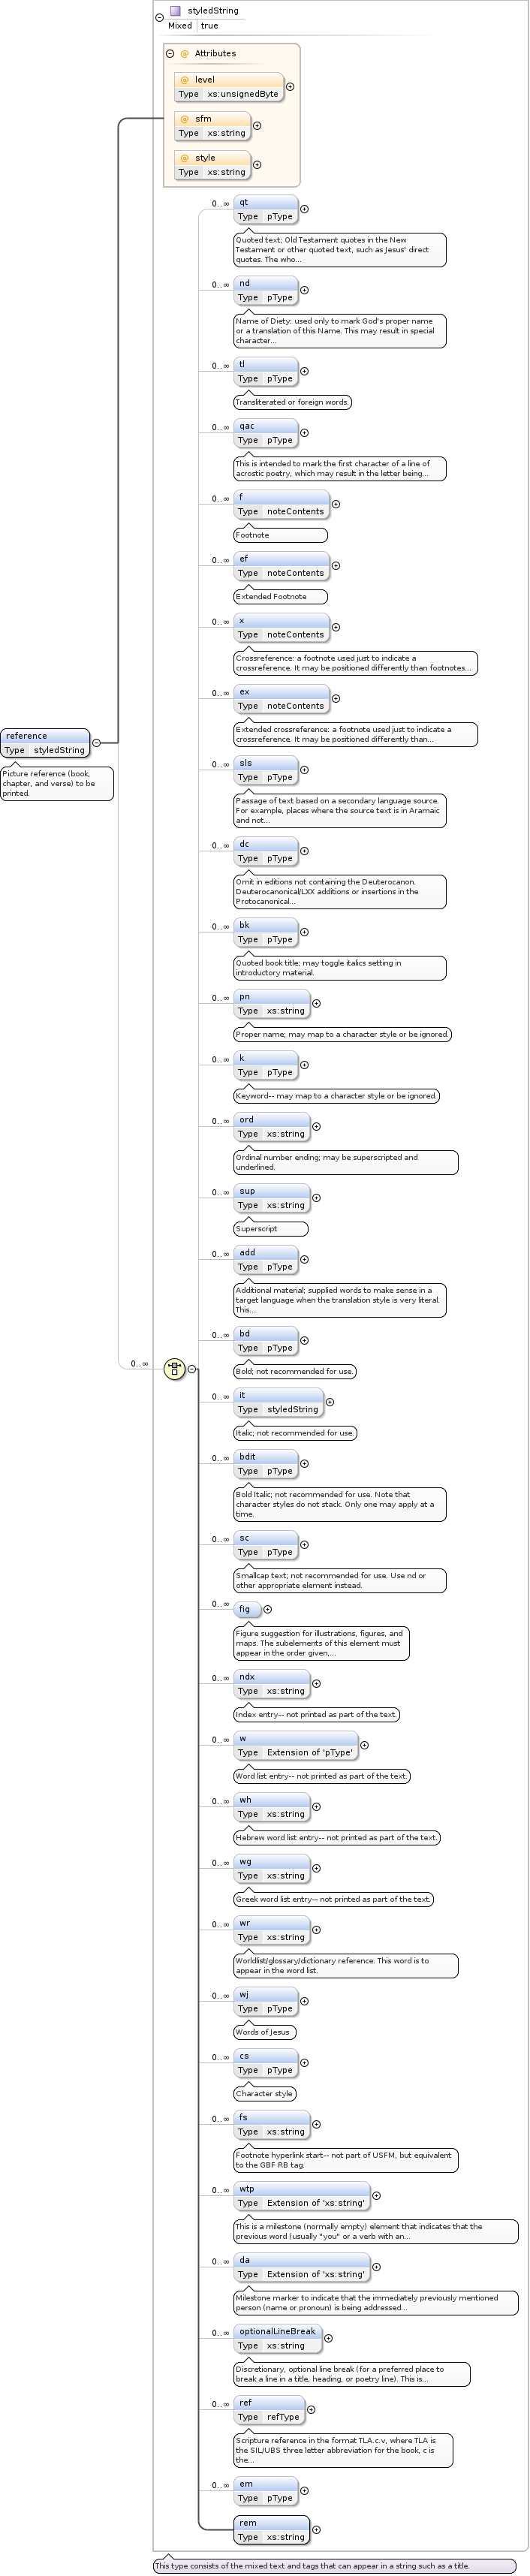 styledString
Mixed true
Attributes
level
Type xs:unsignedByte
sfm
Type xs:string
style
Type xs:string
0..∞ qt
Type pType
Quoted text; Old Testament quotes in the New
Testament or other quoted text, such as Jesus' direct
quotes. The who...
0..∞ nd
Type pType
Name of Diety: used only to mark God's proper name
or a translation of this Name. This may result in special
character...
0..∞ tl
Type pType
Transliterated or foreign words.
0..∞ qac
Type pType
This is intended to mark the first character of a line of
acrostic poetry, which may result in the letter being...
0..∞ f
Type noteContents
Footnote
0..∞ ef
Type noteContents
Extended Footnote
0..∞ x
Type noteContents
Crossreference: a footnote used just to indicate a
crossreference. It may be positioned differently than footnotes...
0..∞ ex
Type noteContents
Extended crossreference: a footnote used just to indicate a
crossreference. It may be positioned differently than...
reference
Type styledString
Picture reference (book,
chapter, and verse) to be
printed.
0..∞ sls
Type pType
Passage of text based on a secondary language source.
For example, places where the source text is in Aramaic
and not...
0..∞ dc
Type pType
Omit in editions not containing the Deuterocanon.
Deuterocanonical/LXX additions or insertions in the
Protocanonical...
0..∞ bk
Type pType
Quoted book title; may toggle italics setting in
introductory material.
0..∞ pn
Type xs:string
Proper name; may map to a character style or be ignored.
0..∞ k
Type pType
Keyword-- may map to a character style or be ignored.
0..∞ ord
Type xs:string
Ordinal number ending; may be superscripted and
underlined.
0..∞ sup
Type xs:string
Superscript
0..∞ add
Type pType
Additional material; supplied words to make sense in a
target language when the translation style is very literal.
This...
0..∞ bd
Type pType
Bold; not recommended for use.
0..∞
0..∞ it
Type styledString
Italic; not recommended for use.
0..∞ bdit
Type pType
Bold Italic; not recommended for use. Note that
character styles do not stack. Only one may apply at a
time.
0..∞ sc
Type pType
Smallcap text; not recommended for use. Use nd or
other appropriate element instead.
0..∞ fig
Figure suggestion for illustrations, figures, and
maps. The subelements of this element must
appear in the order given,...
0..∞ ndx
Type xs:string
Index entry-- not printed as part of the text.
0..∞ w
Type Extension of 'pType'
Word list entry-- not printed as part of the text.
0..∞ wh
Type xs:string
Hebrew word list entry-- not printed as part of the text.
0..∞ wg
Type xs:string
Greek word list entry-- not printed as part of the text.
0..∞ wr
Type xs:string
Worldlist/glossary/dictionary reference. This word is to
appear in the word list.
0..∞ wj
Type pType
Words of Jesus
0..∞ cs
Type pType
Character style
0..∞ fs
Type xs:string
Footnote hyperlink start-- not part of USFM, but equivalent
to the GBF RB tag.
0..∞ wtp
Type Extension of 'xs:string'
This is a milestone (normally empty) element that indicates that the
previous word (usually "you" or a verb with an...
0..∞ da
Type Extension of 'xs:string'
Milestone marker to indicate that the immediately previously mentioned
person (name or pronoun) is being addressed...
0..∞ optionalLineBreak
Type xs:string
Discretionary, optional line break (for a preferred place to
break a line in a title, heading, or poetry line). This is...
0..∞ ref
Type refType
Scripture reference in the format TLA.c.v, where TLA is
the SIL/UBS three letter abbreviation for the book, c is
the...
0..∞ em
Type pType
rem
Type xs:string
This type consists of the mixed text and tags that can appear in a string such as a title.